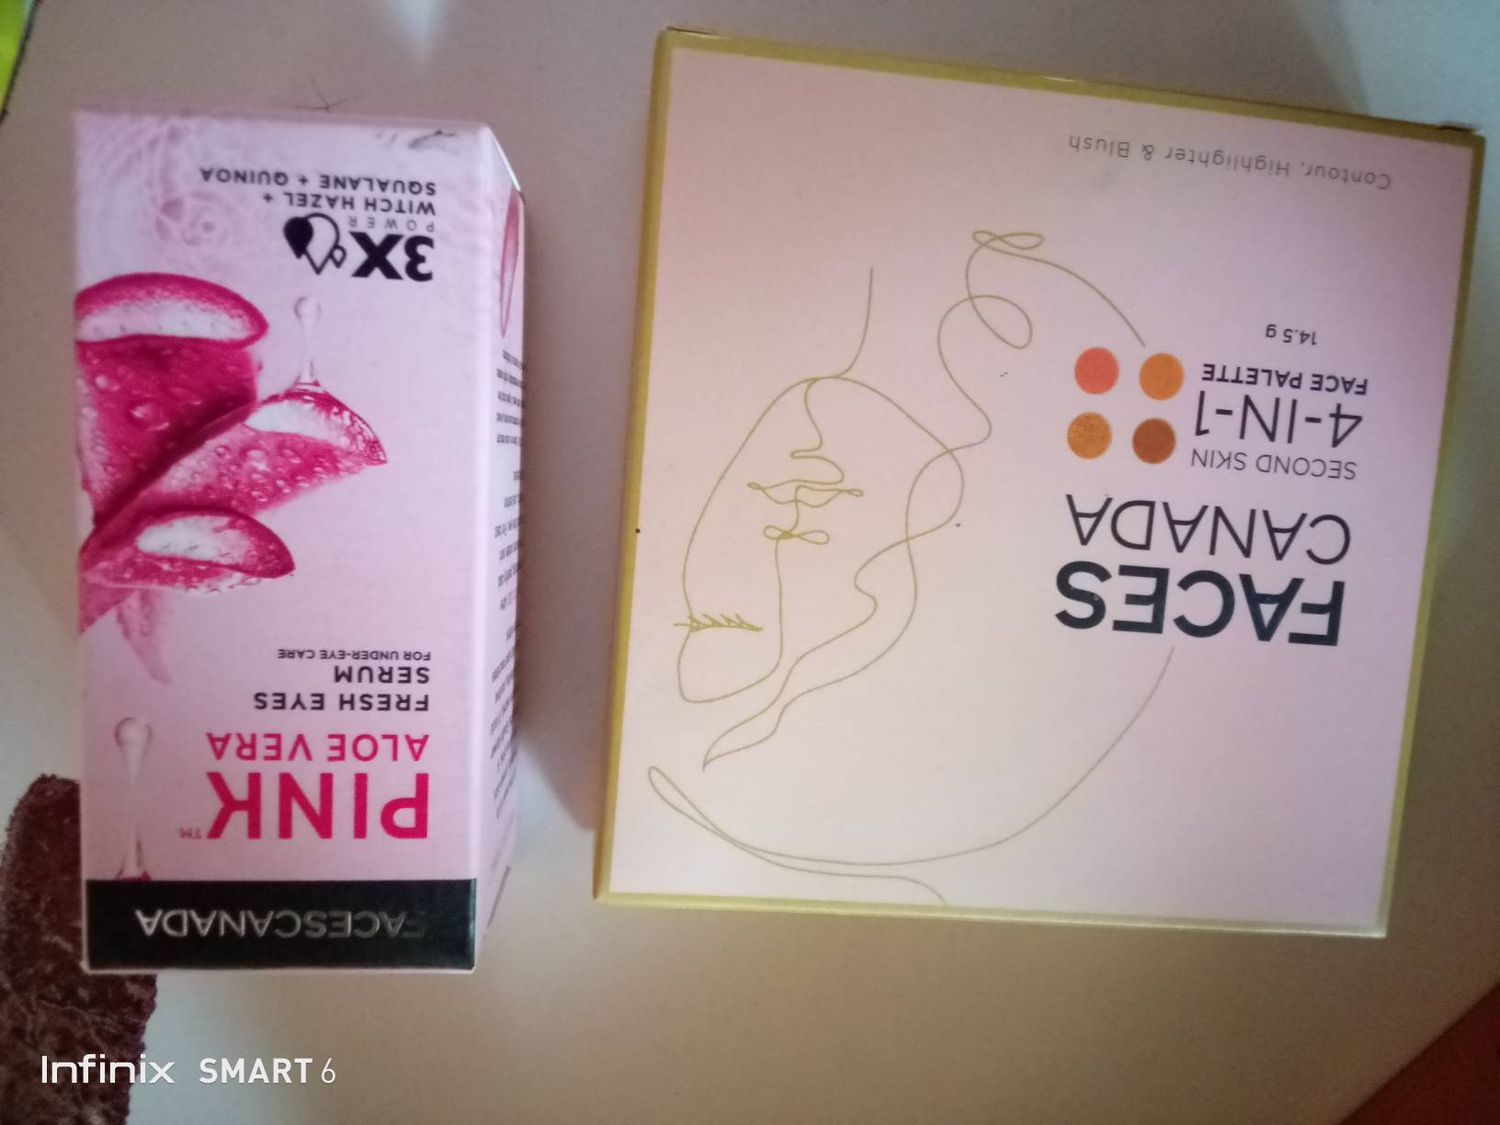 FACESCANADA
PINK™
ALOE VERA
FRESH EYES
SERUM
FOR UNDER-EYE CARE
3X
POWER
WITCH HAZEL +
SQUALANE + QUINOA
FACES
CANADA
SECOND SKIN
4-IN-1
FACE PALETTE
14.5 g
Contour, Highlighter & Blush
Infinix SMART 6